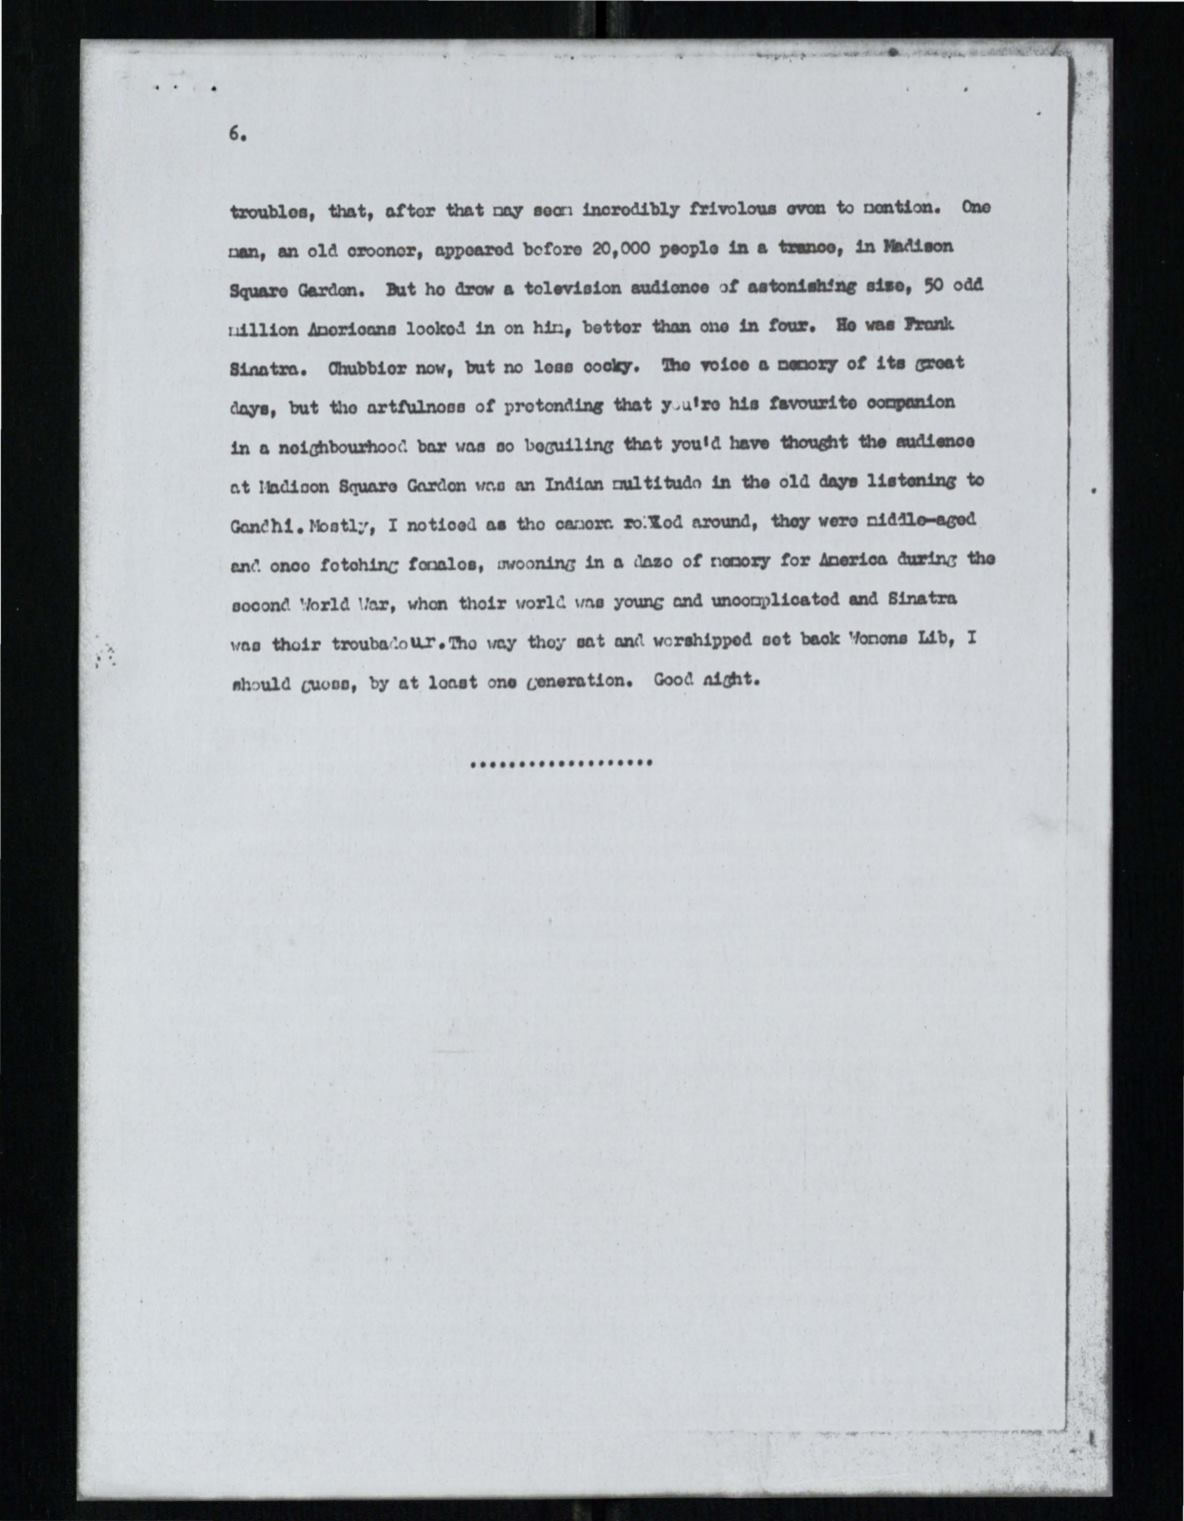 6.
troubles, that, after that may seem incredibly frivolous even to mention. One
man, an old crooner, appeared before 20,000 people in a trance, in Madison
Square Garden. But he drew a television audience of astonishing size, 50 odd
million Americans looked in on him, better than one in four. He was Frank
Sinatra. Chubbier now, but no less cocky. The voice a memory of its great
days, but the artfulness of pretending that you're his favourite companion
in a neighbourhood bar was so beguiling that you'd have thought the audience
at Madison Square Garden was an Indian multitude in the old days listening to
Gandhi. Mostly, I noticed as the camera around, they were middle-aged
and once fetching females, swooning in a daze of memory for America during the
second World War, when their world was young and uncomplicated and Sinatra
was their troubadour. The way they sat and worshipped set back Womens Lib, I
should guess, by at least one generation. Good night.
...................